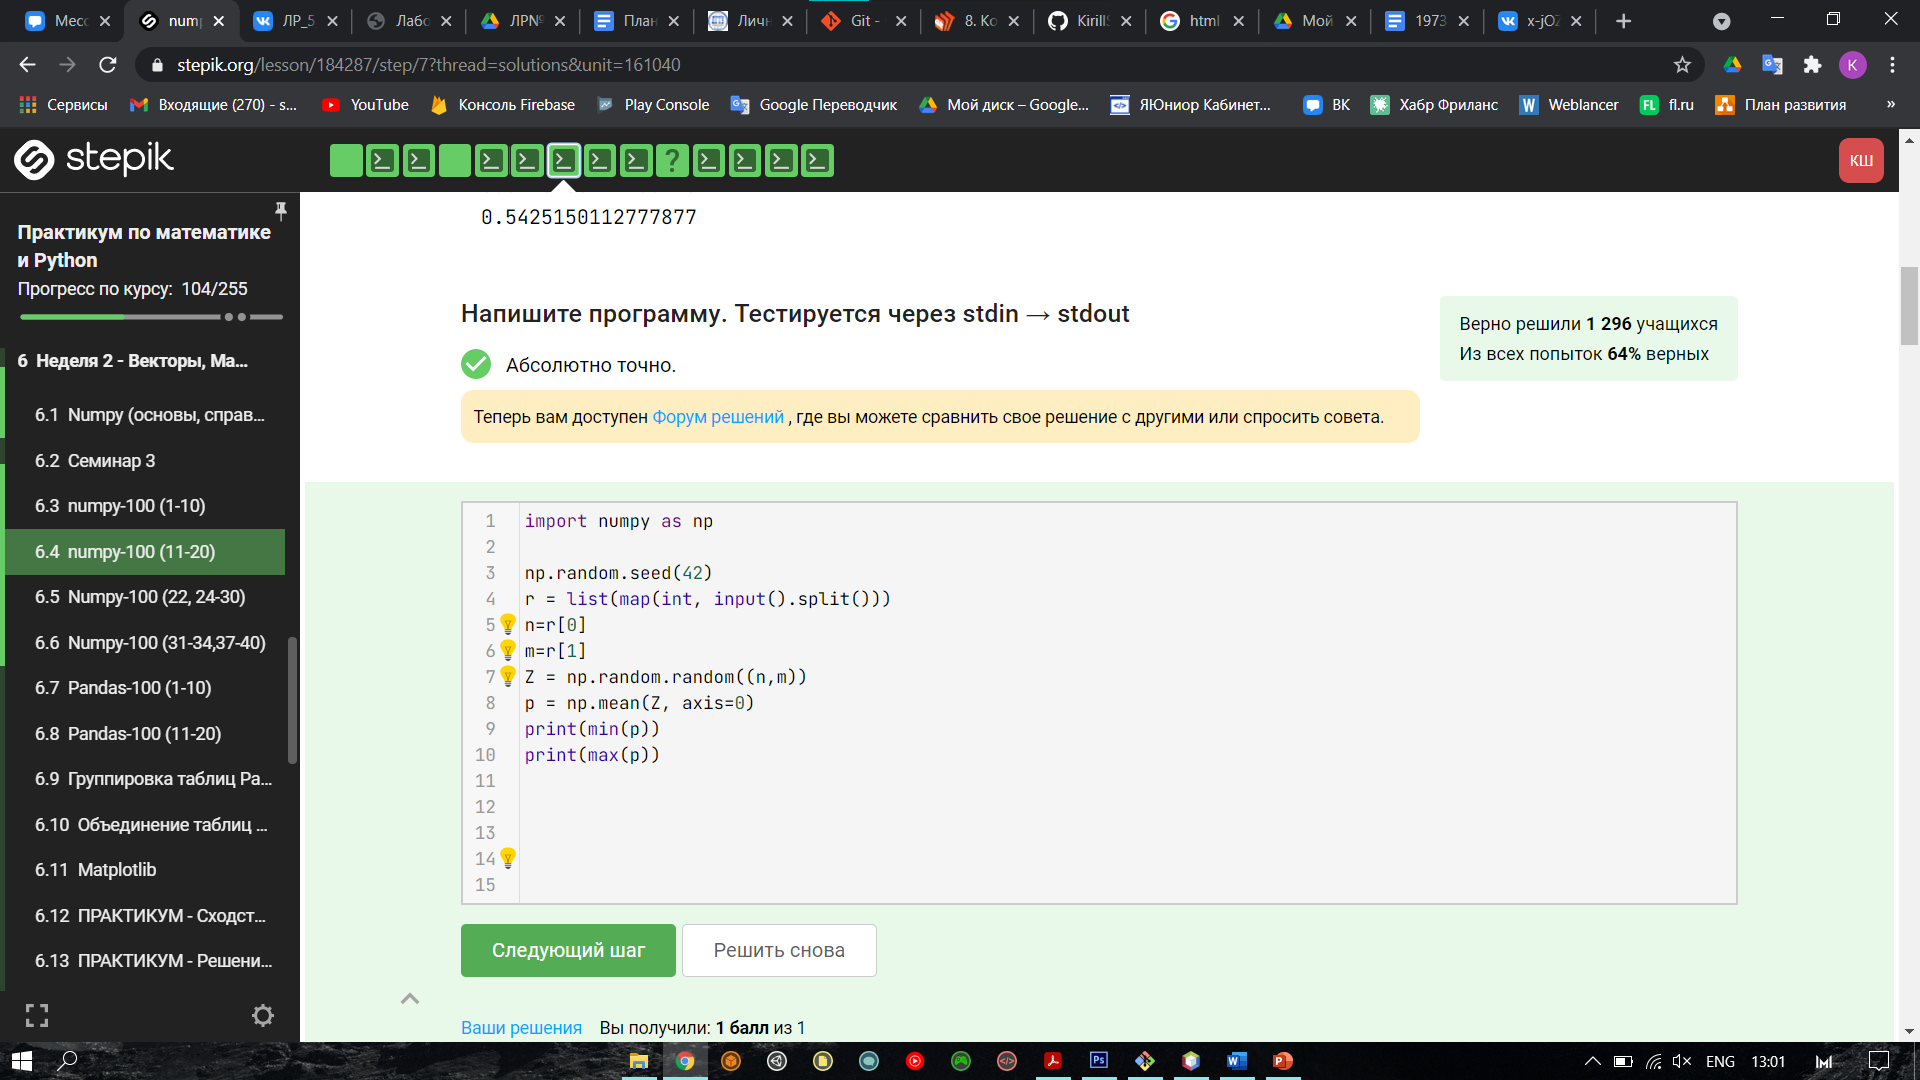 Месс
num
ЛР_5
Лабо
ЛР№
План
Личн
Git -
8. Ко
KirillS
html
Мой
1973
x-jOZ
stepik.org/lesson/184287/step/7?thread=solutions&unit=161040
K
Сервисы
Входящие (270) - s...
YouTube
Консоль Firebase
Play Console
Google Переводчик
Мой диск – Google...
ЯЮниор Кабинет...
ВК
Хабр Фриланс
W Weblancer
FL fl.ru
План развития
»
stepik
?
КШ
Практикум по математике
и Python
Прогресс по курсу: 104/255
6 Неделя 2 - Векторы, Ма...
6.1 Numpy (основы, справ...
6.2 Семинар 3
6.3 numpy-100 (1-10)
6.4 numpy-100 (11-20)
6.5 Numpy-100 (22, 24-30)
6.6 Numpy-100 (31-34,37-40)
6.7 Pandas-100 (1-10)
6.8 Pandas-100 (11-20)
6.9 Группировка таблиц Pa...
6.10 Объединение таблиц ...
6.11 Matplotlib
6.12 ПРАКТИКУМ - Сходст...
6.13 ПРАКТИКУМ - Решени...
0.5425150112777877
Напишите программу. Тестируется через stdin → stdout
Абсолютно точно.
Теперь вам доступен Форум решений , где вы можете сравнить свое решение с другими или спросить совета.
Верно решили 1 296 учащихся
Из всех попыток 64% верных
1 import numpy as np
2
3 np.random.seed(42)
4 r = list(map(int, input().split()))
5 n=r[0]
6 m=r[1]
7 Z = np.random.random((n,m))
8 p = np.mean(Z, axis=0)
9 print(min(p))
10 print(max(p))
11
12
13
14
15
Следующий шаг
Решить снова
Ваши решения Вы получили: 1 балл из 1
ENG
13:01